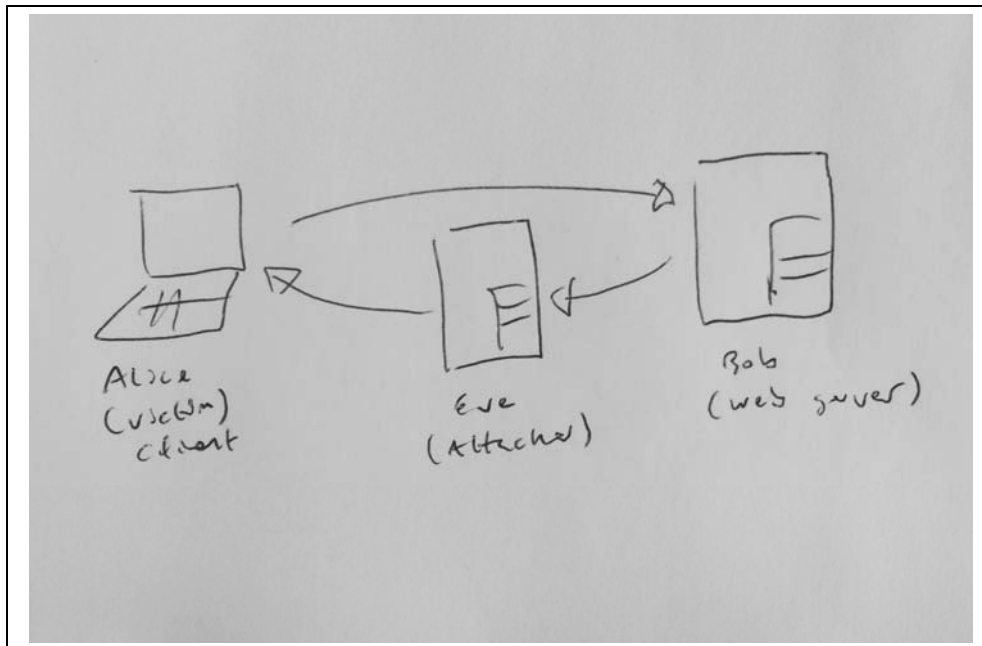 Alice
(victim)
client
Eve
(Attacker)
Bob
(web server)